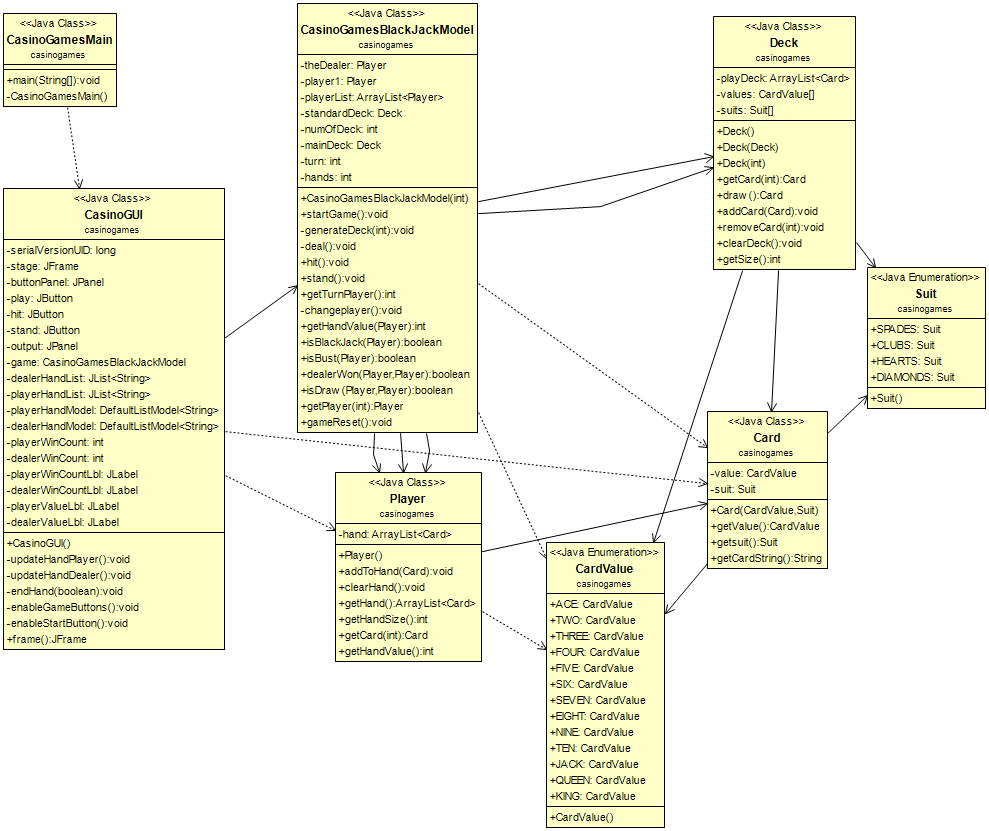 <<Java Class>>
CasinoGamesMain
casinogames
+main(String[]):void
-CasinoGamesMain()
<<Java Class>>
CasinoGUI
casinogames
-serialVersionUID: long
-stage: JFrame
-buttonPanel: JPanel
-play: JButton
-hit: JButton
-stand: JButton
-output: JPanel
-game: CasinoGamesBlackJackModel
-dealerHandList: JList<String>
-playerHandList: JList<String>
-playerHandModel: DefaultListModel<String>
-dealerHandModel: DefaultListModel<String>
-playerWinCount: int
-dealerWinCount: int
-playerWinCountLbl: JLabel
-dealerWinCountLbl: JLabel
-playerValueLbl: JLabel
-dealerValueLbl: JLabel
+CasinoGUI()
-updateHandPlayer():void
-updateHandDealer():void
-endHand(boolean):void
-enableGameButtons():void
-enableStartButton():void
+frame():JFrame
<<Java Class>>
CasinoGamesBlackJackModel
casinogames
-theDealer: Player
-player1: Player
-playerList: ArrayList<Player>
-standardDeck: Deck
-numOfDeck: int
-mainDeck: Deck
-turn: int
-hands: int
+CasinoGamesBlackJackModel(int)
+startGame():void
-generateDeck(int):void
-deal():void
+hit():void
+stand():void
+getTurnPlayer():int
-changeplayer():void
+getHandValue(Player):int
+isBlackJack(Player):boolean
+isBust(Player):boolean
+dealerWon(Player,Player):boolean
+isDraw(Player,Player):boolean
+getPlayer(int):Player
+gameReset():void
<<Java Class>>
Player
casinogames
-hand: ArrayList<Card>
+Player()
+addToHand(Card):void
+clearHand():void
+getHand():ArrayList<Card>
+getHandSize():int
+getCard(int):Card
+getHandValue():int
<<Java Class>>
Deck
casinogames
-playDeck: ArrayList<Card>
-values: CardValue[]
-suits: Suit[]
+Deck()
+Deck(Deck)
+Deck(int)
+getCard(int):Card
+draw():Card
+addCard(Card):void
+removeCard(int):void
+clearDeck():void
+getSize():int
<<Java Enumeration>>
Suit
casinogames
+SPADES: Suit
+CLUBS: Suit
+HEARTS: Suit
+DIAMONDS: Suit
+Suit()
<<Java Class>>
Card
casinogames
-value: CardValue
-suit: Suit
+Card(CardValue,Suit)
+getValue():CardValue
+getsuit():Suit
+getCardString():String
<<Java Enumeration>>
CardValue
casinogames
+ACE: CardValue
+TWO: CardValue
+THREE: CardValue
+FOUR: CardValue
+FIVE: CardValue
+SIX: CardValue
+SEVEN: CardValue
+EIGHT: CardValue
+NINE: CardValue
+TEN: CardValue
+JACK: CardValue
+QUEEN: CardValue
+KING: CardValue
+CardValue()